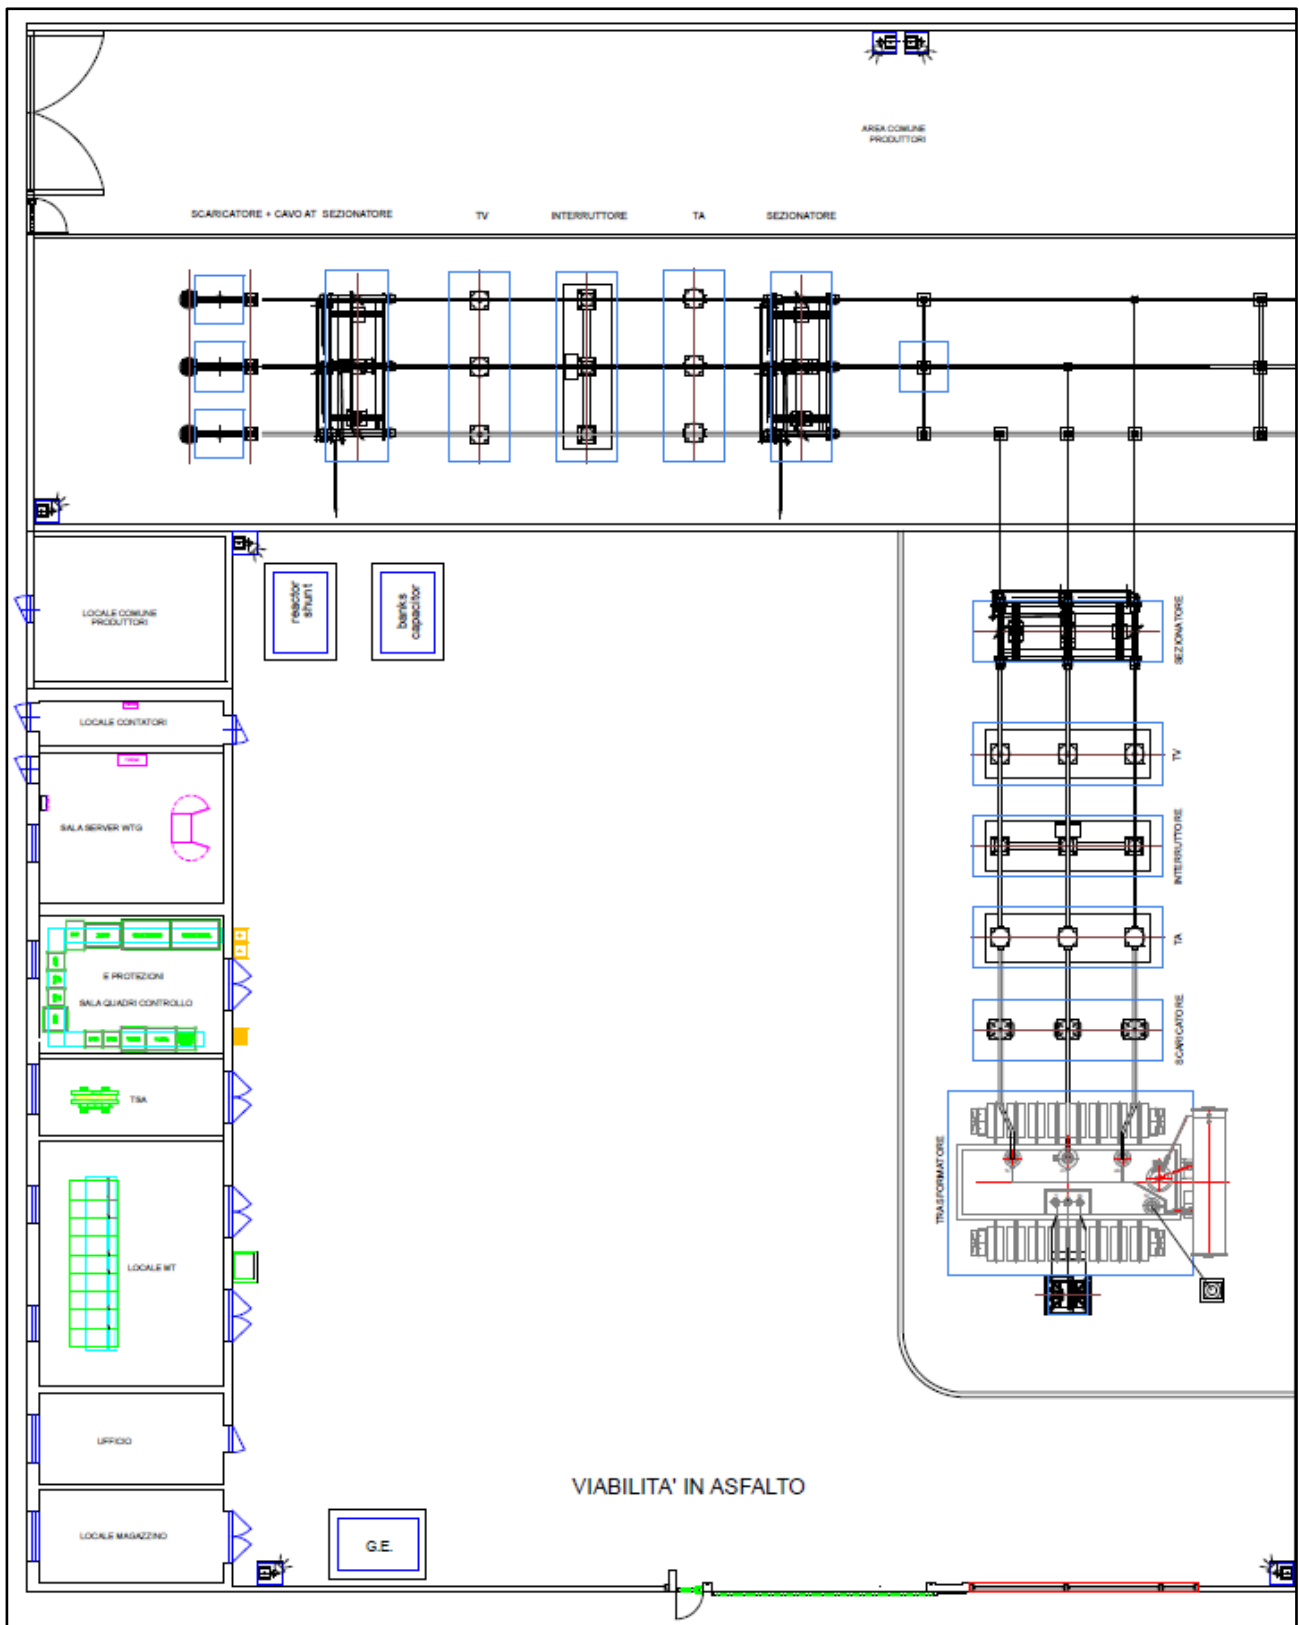 AREA COMUNE
PRODUTTORI
SCARICATORE + CAVO AT SEZIONATORE TV INTERRUTTORE TA SEZIONATORE
LOCALE COMUNE
PRODUTTORI
reactor
shunt
banks
capacitor
SEZIONATORE
LOCALE CONTATORI
TV
SALA SERVER WTG
INTERRUTTORE
TA
E PROTEZIONI
SALA QUADRI CONTROLLO
SCARICATORE
TSA
TRASFORMATORE
LOCALE MT
UFFICIO
VIABILITA' IN ASFALTO
LOCALE MAGAZZINO
G.E.